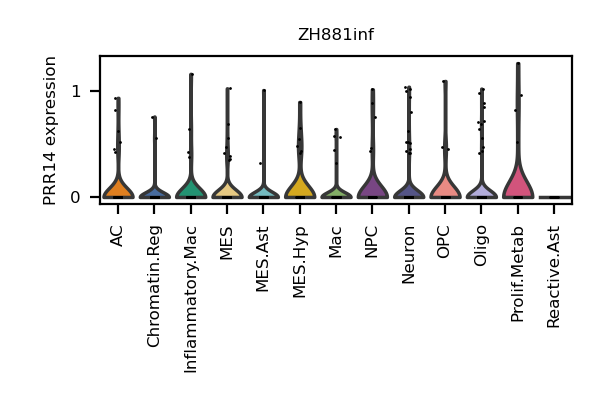 ZH881inf
PRR14 expression
1
0
AC
Chromatin.Reg
Inflammatory.Mac
MES
MES.Ast
MES.Hyp
Mac
NPC
Neuron
OPC
Oligo
Prolif.Metab
Reactive.Ast